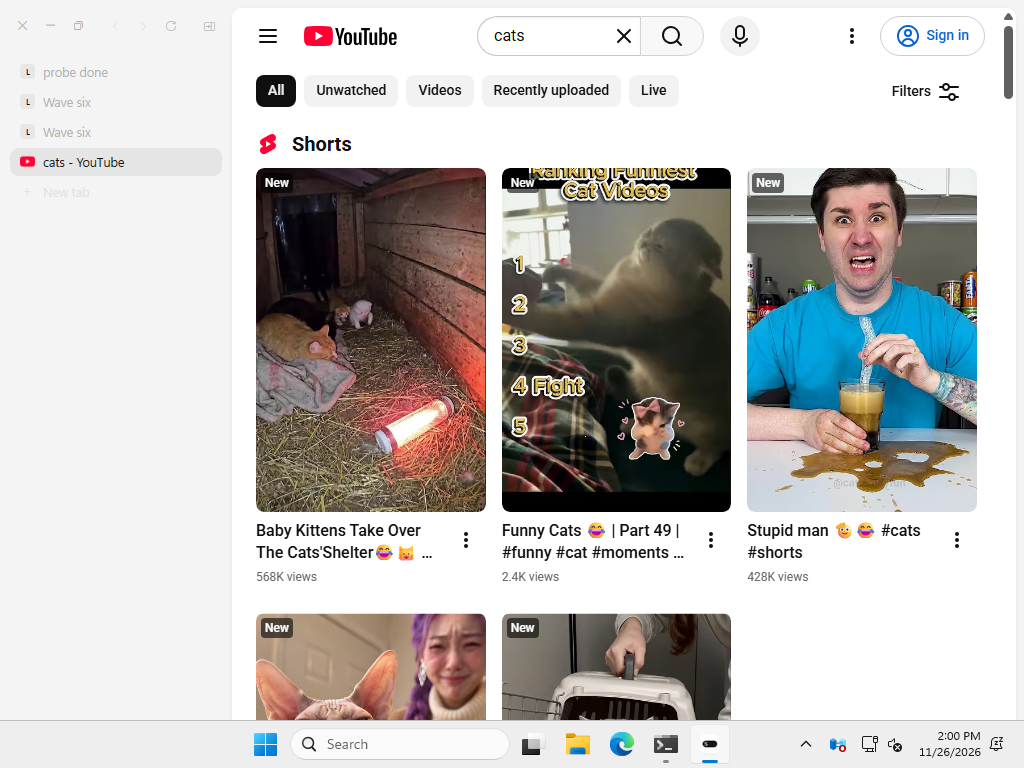 cats
YouTube
Sign in
probe done
Wave six
Wave six
cats - YouTube
New tab
All
Unwatched
Videos
Recently uploaded
Live
Filters
Shorts
New
New
Ranking Funniest
Cat Videos
1
2
3
4 Fight
5
New
Baby Kittens Take Over
The Cats'Shelter😂 😹 ...
568K views
Funny Cats 😂 | Part 49 |
#funny #cat #moments ...
2.4K views
Stupid man 🫡 😂 #cats
#shorts
428K views
New
New
Search
2:00 PM
11/26/2026